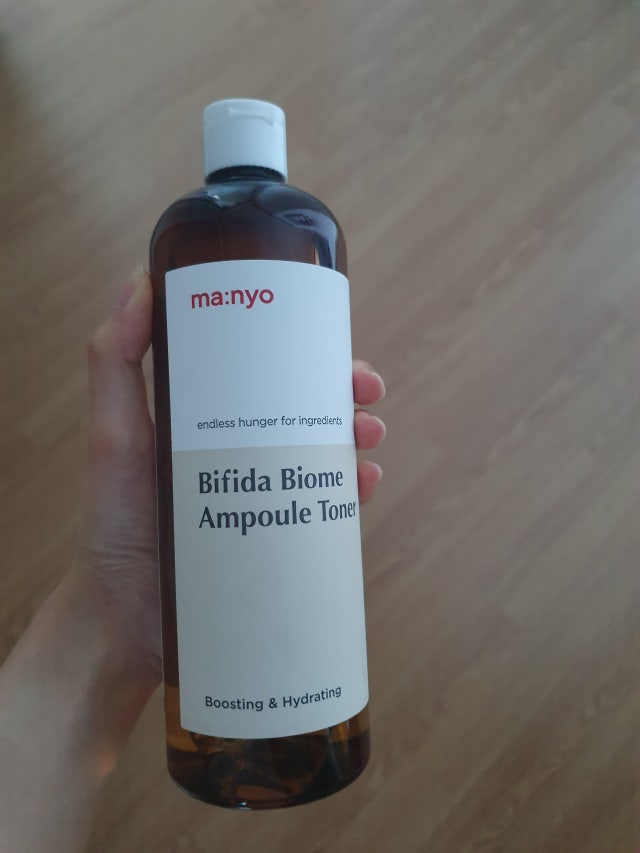 ma:nyo
endless hunger for ingredients
Bifida Biome
Ampoule Toner
Boosting & Hydrating